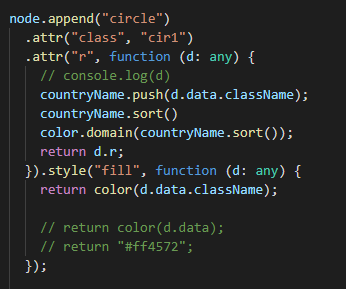 node.append("circle")
  .attr("class", "cir1")
  .attr("r", function (d: any) {
    // console.log(d)
    countryName.push(d.data.className);
    countryName.sort()
    color.domain(countryName.sort());
    return d.r;
  }).style("fill", function (d: any) {
    return color(d.data.className);

    // return color(d.data);
    // return "#ff4572";
  });